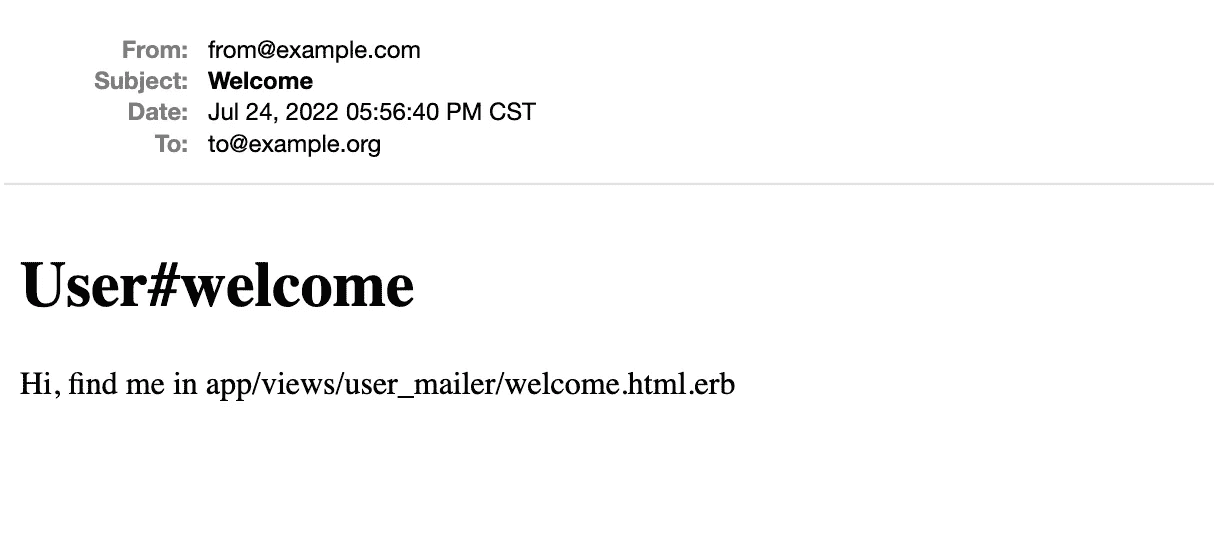 From: from@example.com
Subject: Welcome
Date: Jul 24, 2022 05:56:40 PM CST
To: to@example.org
User#welcome
Hi, find me in app/views/user_mailer/welcome.html.erb